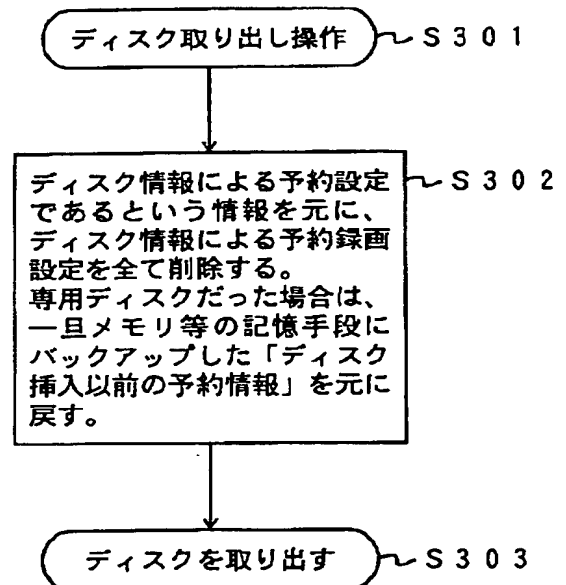 ディスク取り出し操作 S301
ディスク情報による予約設定 S302
であるという情報を元に、
ディスク情報による予約録画
設定を全て削除する。
専用ディスクだった場合は、
一旦メモリ等の記憶手段に
バックアップした「ディスク
挿入以前の予約情報」を元に
戻す。
ディスクを取り出す S303